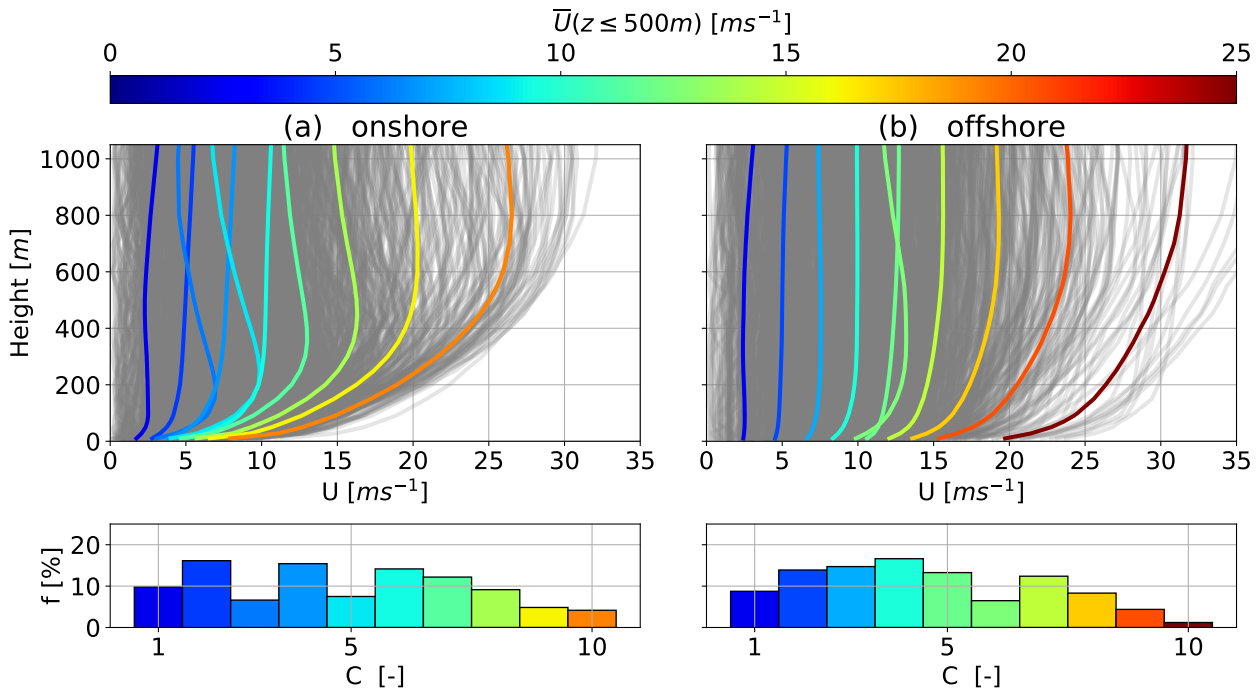 U̅(z ≤ 500m) [ms⁻¹]
0 5 10 15 20 25
(a) onshore (b) offshore
1000
800
600
400
200
0
Height [m]
0 5 10 15 20 25 30 35
0 5 10 15 20 25 30 35
U [ms⁻¹] U [ms⁻¹]
20
10
0
f [%]
1 5 10
1 5 10
C [-] C [-]